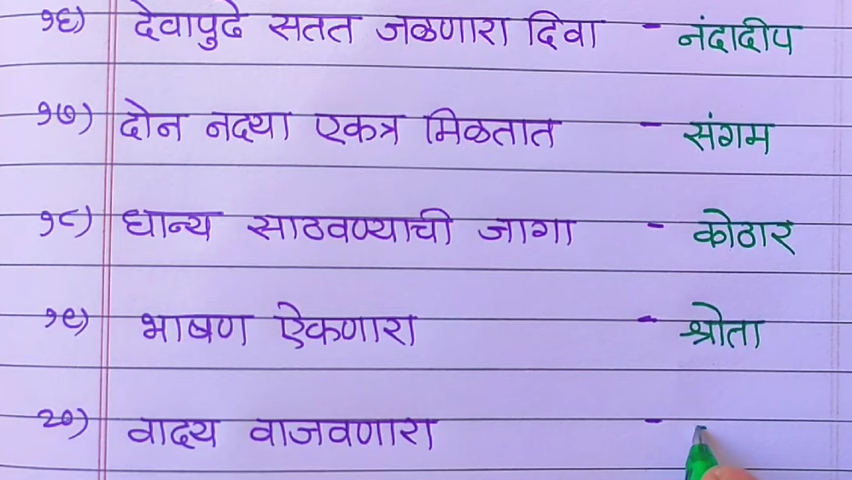 १६) देवापुढे सतत जळणारा दिवा - नंदादीप
१७) दोन नद्या एकत्र मिळतात - संगम
१८) धान्य साठवण्याची जागा - कोठार
१९) भाषण ऐकणारा - श्रोता
२०) वाद्य वाजवणारा -